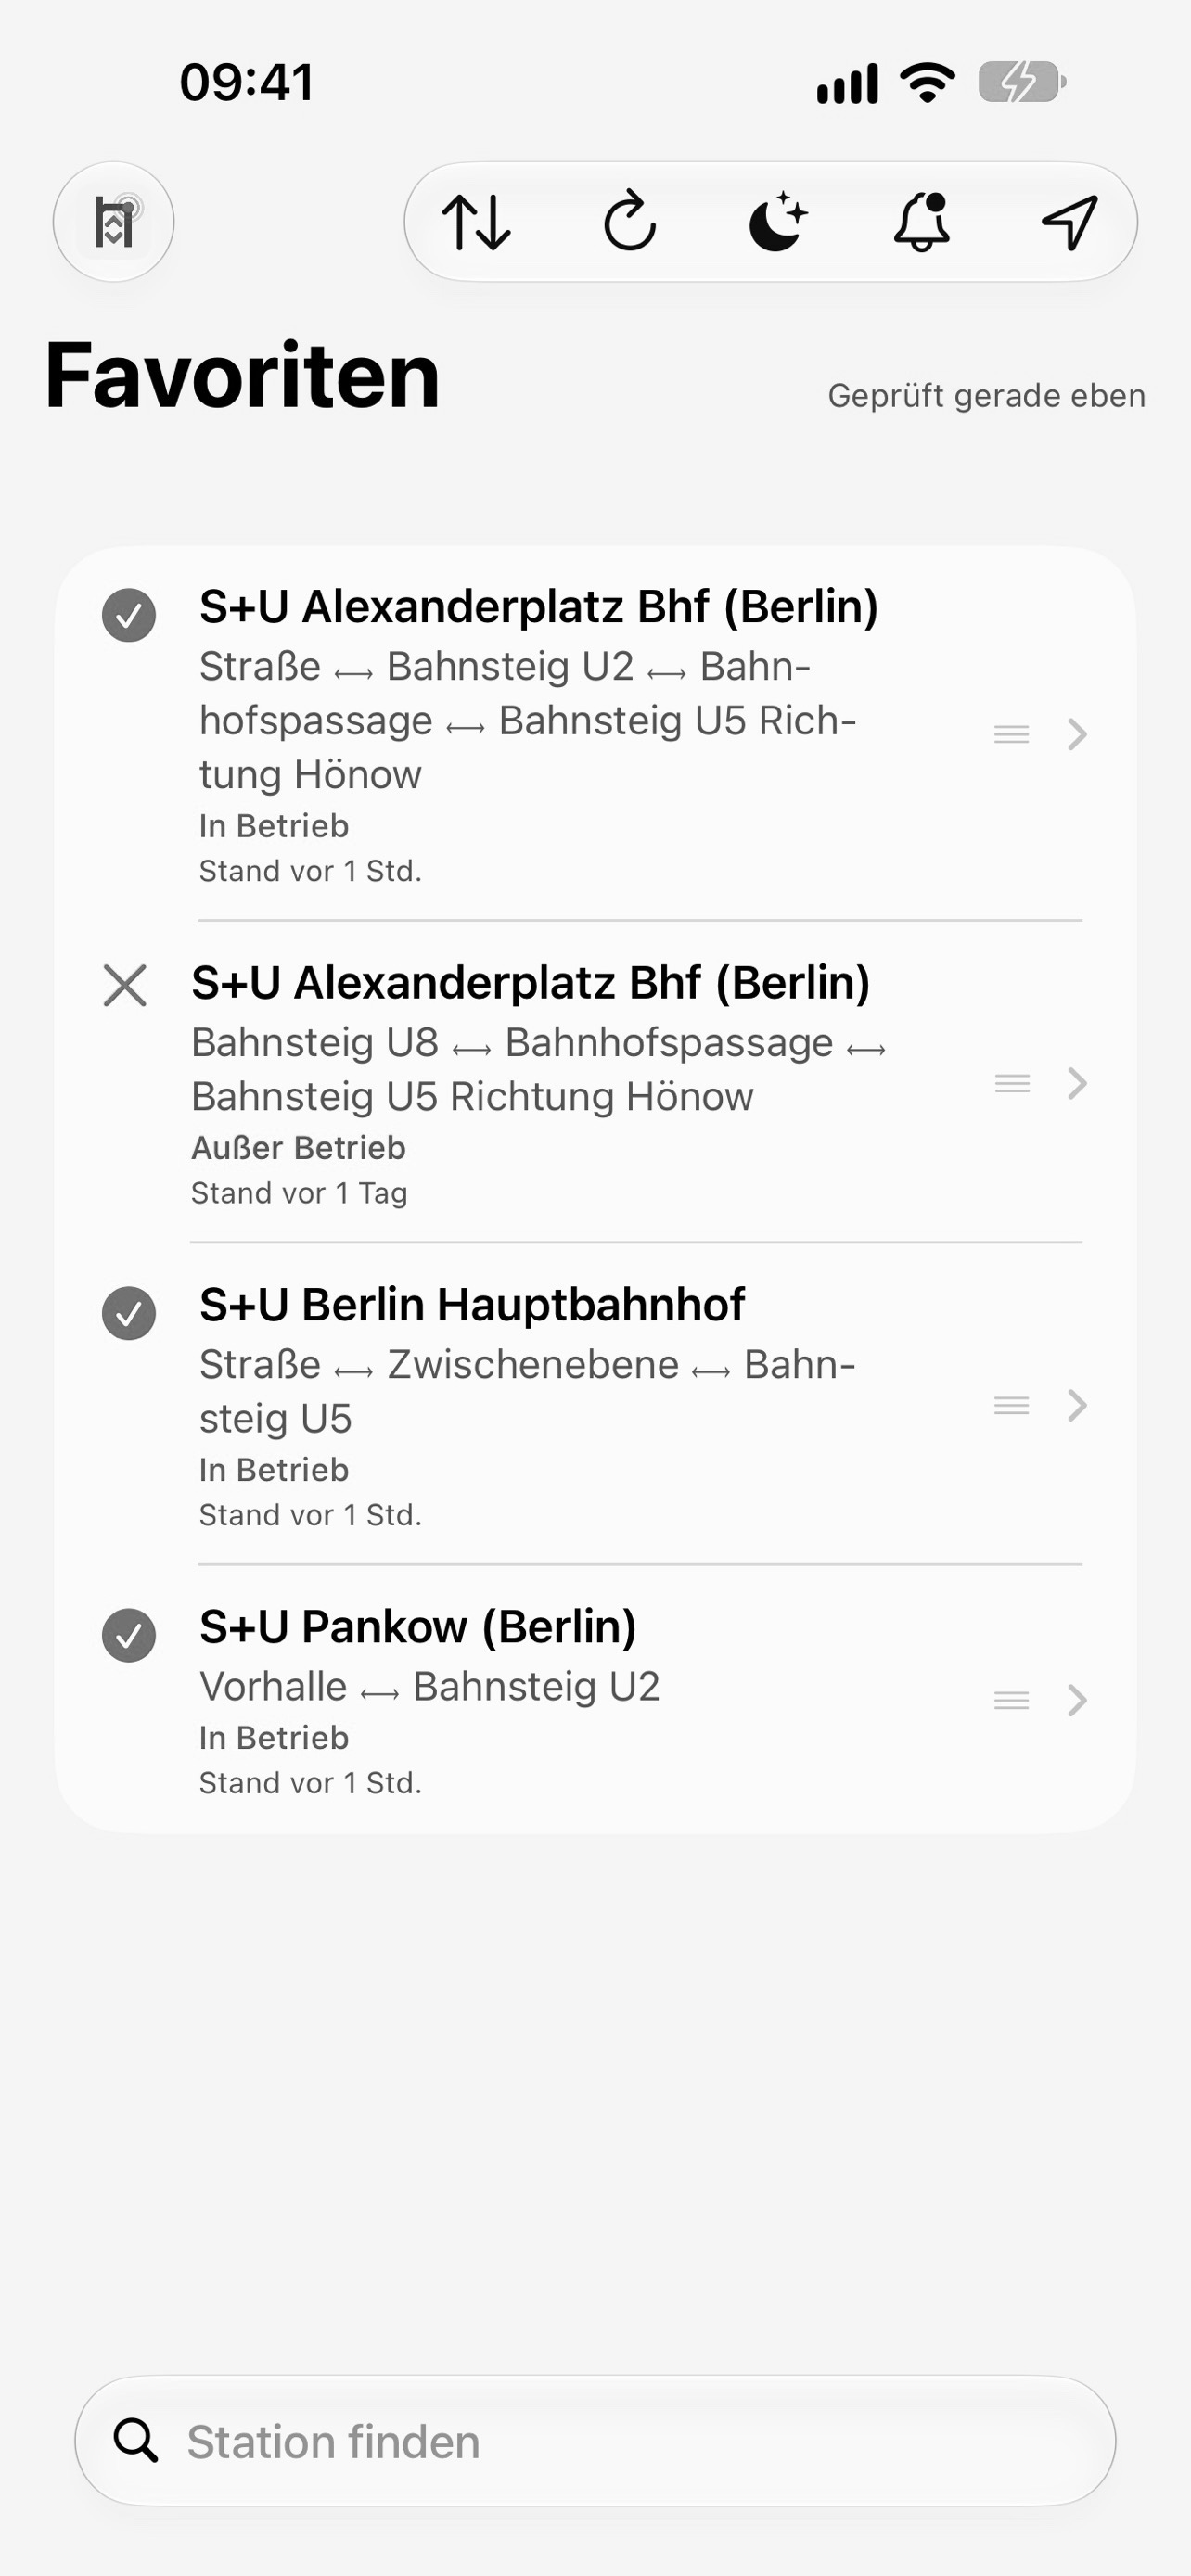 09:41
Favoriten
Geprüft gerade eben
S+U Alexanderplatz Bhf (Berlin)
Straße ⟷ Bahnsteig U2 ⟷ Bahn-
hofspassage ⟷ Bahnsteig U5 Rich-
tung Hönow
In Betrieb
Stand vor 1 Std.
S+U Alexanderplatz Bhf (Berlin)
Bahnsteig U8 ⟷ Bahnhofspassage ⟷
Bahnsteig U5 Richtung Hönow
Außer Betrieb
Stand vor 1 Tag
S+U Berlin Hauptbahnhof
Straße ⟷ Zwischenebene ⟷ Bahn-
steig U5
In Betrieb
Stand vor 1 Std.
S+U Pankow (Berlin)
Vorhalle ⟷ Bahnsteig U2
In Betrieb
Stand vor 1 Std.
Station finden